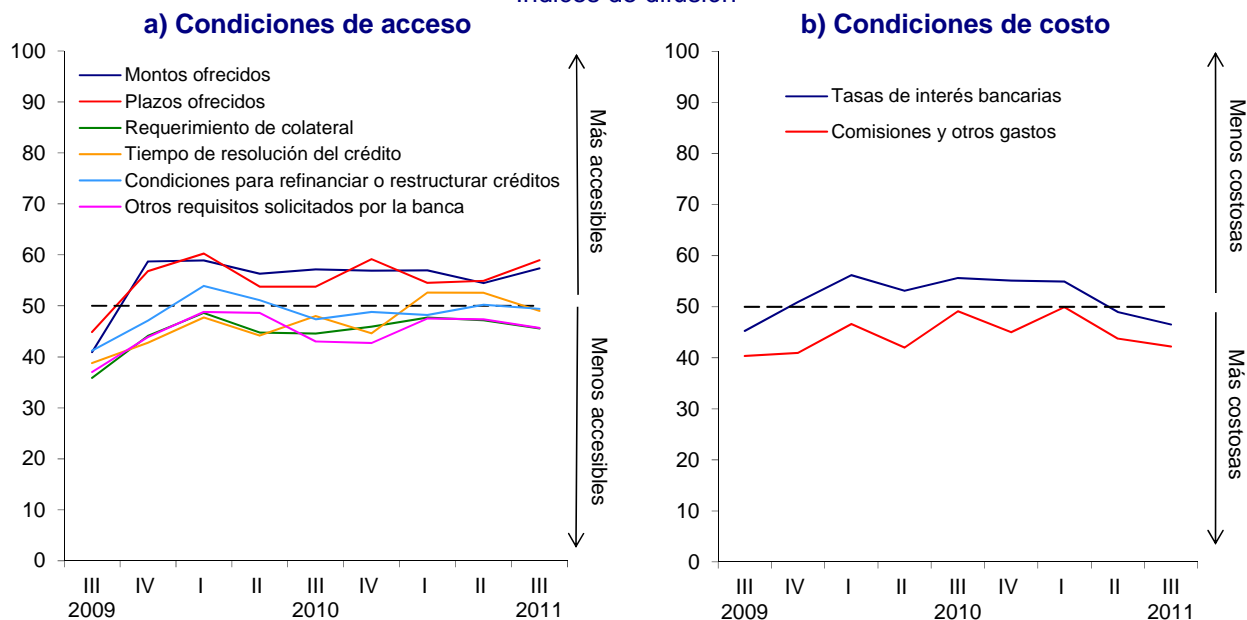 Índices de difusión
a) Condiciones de acceso
100
90
80
70
60
50
40
30
20
10
0
Montos ofrecidos
Plazos ofrecidos
Requerimiento de colateral
Tiempo de resolución del crédito
Condiciones para refinanciar o restructurar créditos
Otros requisitos solicitados por la banca
Más accesibles
Menos accesibles
III IV I II III IV I II III
2009 2010 2011
b) Condiciones de costo
100
90
80
70
60
50
40
30
20
10
0
Tasas de interés bancarias
Comisiones y otros gastos
Menos costosas
Más costosas
III IV I II III IV I II III
2009 2010 2011